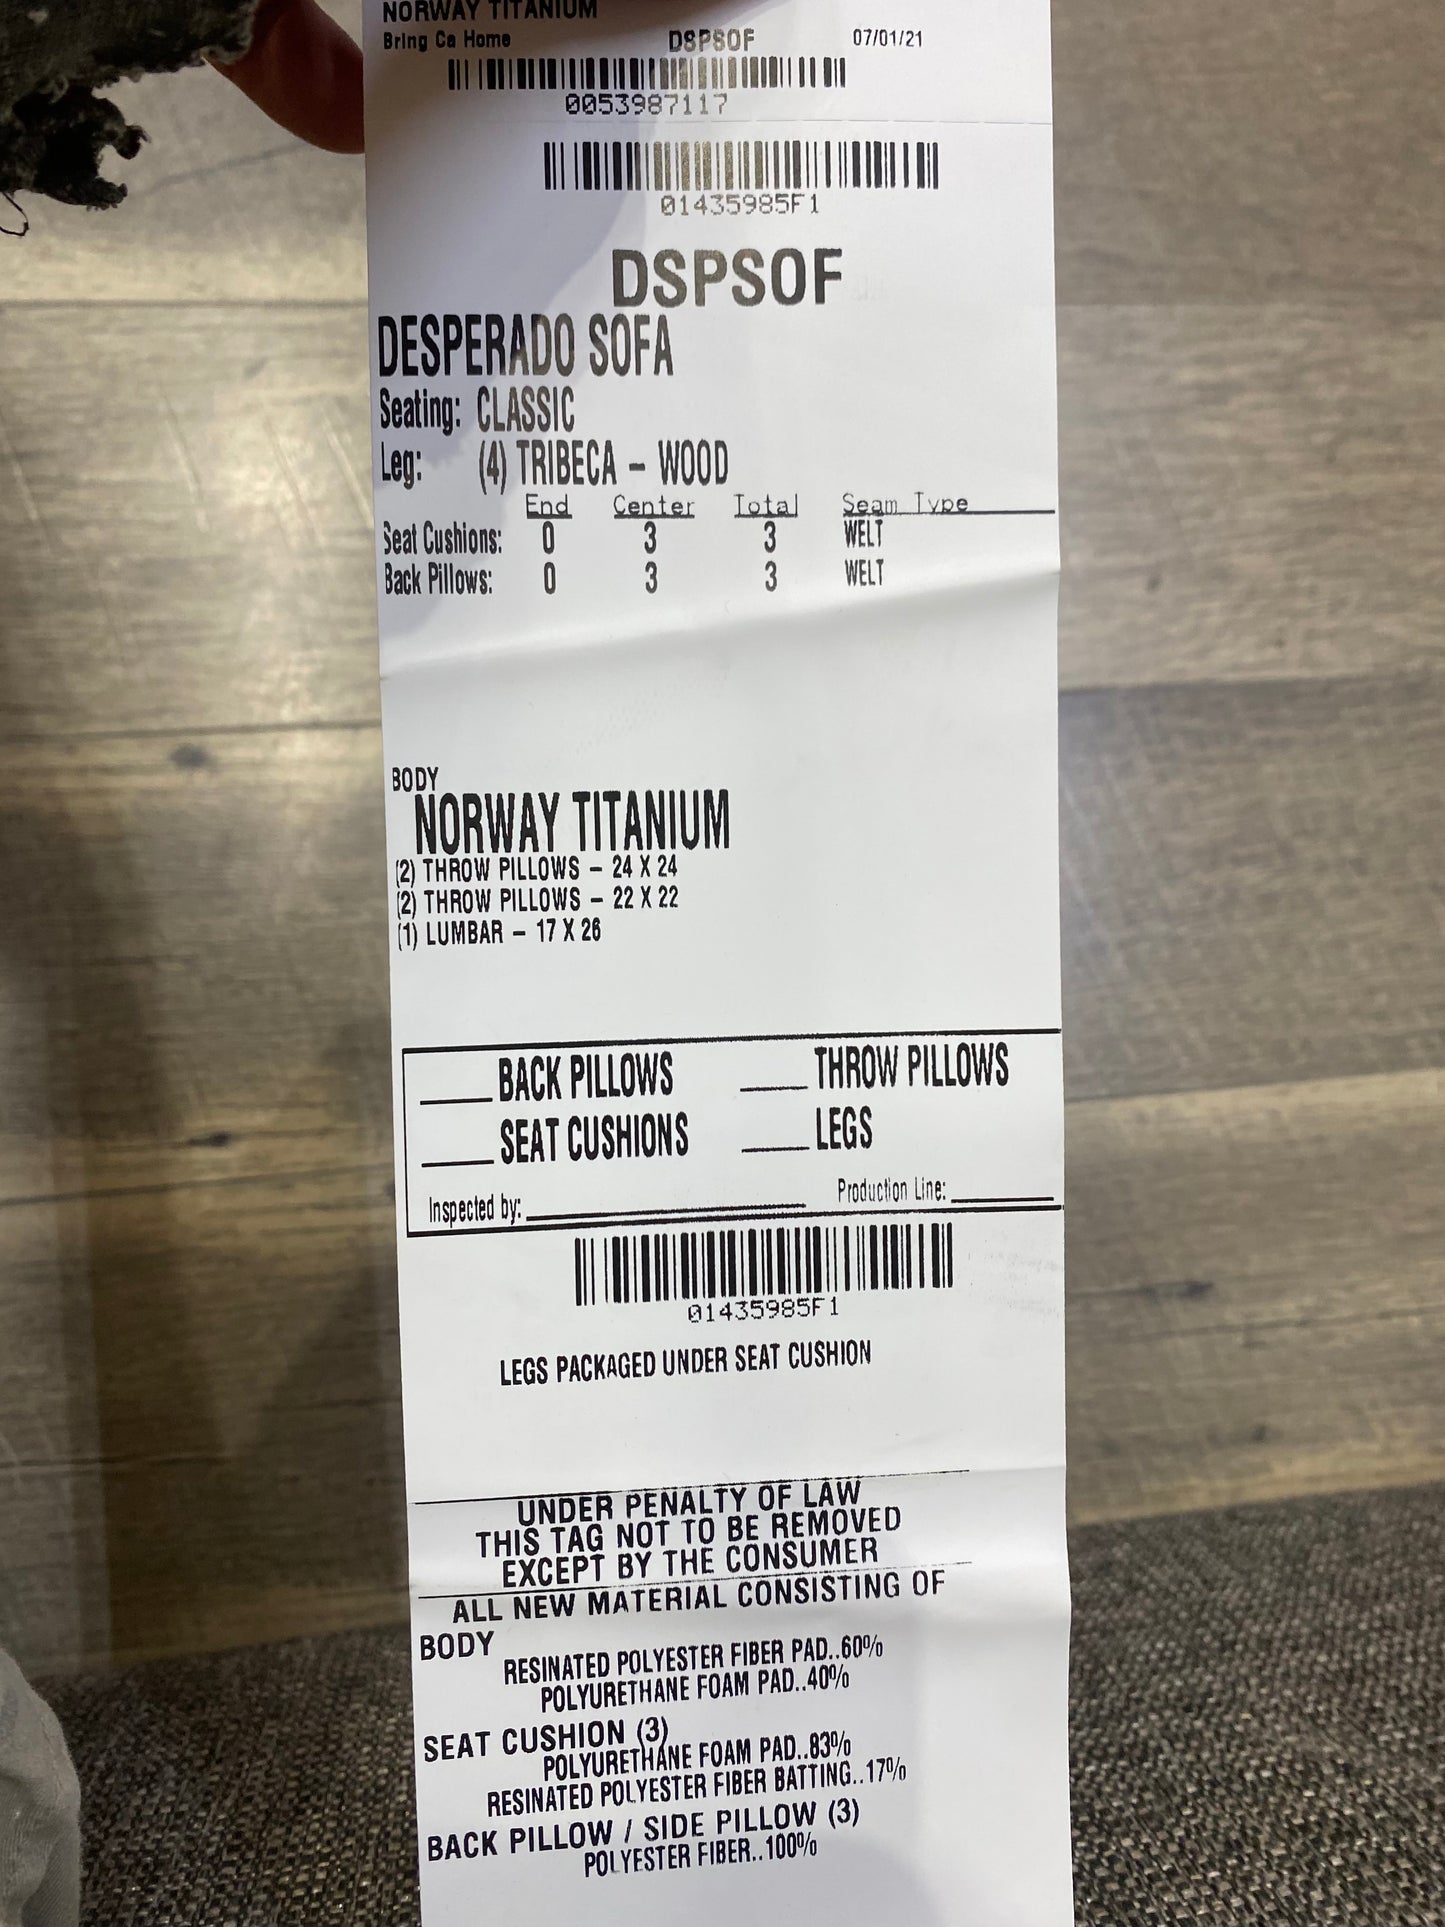 NORWAY TITANIUM
Bring Ca Home DSPSOF 07/01/21
0053987117
01435985F1
DSPSOF
DESPERADO SOFA
Seating: CLASSIC
Leg: (4) TRIBECA – WOOD
End Center Total Seam Type
Seat Cushions: 0 3 3 WELT
Back Pillows: 0 3 3 WELT
BODY
NORWAY TITANIUM
(2) THROW PILLOWS – 24 X 24
(2) THROW PILLOWS – 22 X 22
(1) LUMBAR – 17 X 26
____BACK PILLOWS ____THROW PILLOWS
____SEAT CUSHIONS ____LEGS
Inspected by:____________ Production Line:______
01435985F1
LEGS PACKAGED UNDER SEAT CUSHION
UNDER PENALTY OF LAW
THIS TAG NOT TO BE REMOVED
EXCEPT BY THE CONSUMER
ALL NEW MATERIAL CONSISTING OF
BODY
RESINATED POLYESTER FIBER PAD..60%
POLYURETHANE FOAM PAD..40%
SEAT CUSHION (3)
POLYURETHANE FOAM PAD..83%
RESINATED POLYESTER FIBER BATTING..17%
BACK PILLOW / SIDE PILLOW (3)
POLYESTER FIBER..100%